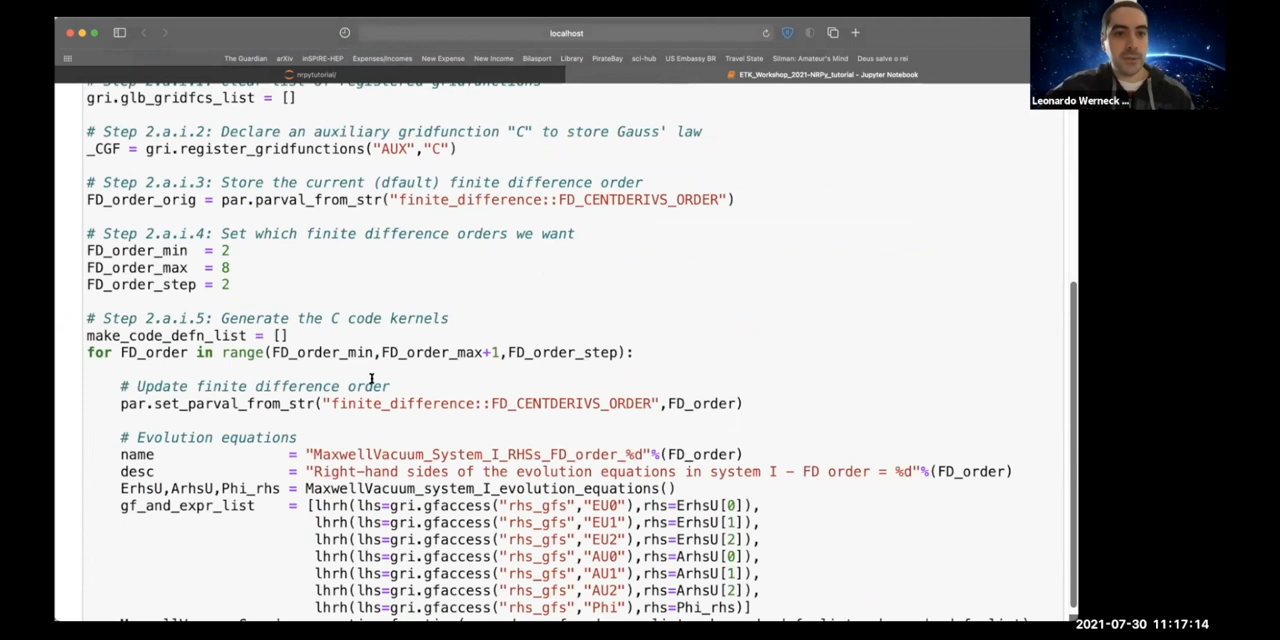 localhost
The Guardian arXiv iNSPIRE-HEP Expenses/Incomes New Expense New Income Bilasport Library PirateBay sci-hub US Embassy BR Travel State Silman: Amateur's Mind Deus salve o rei
nrpytutorial/ ETK_Workshop_2021-NRPy_tutorial - Jupyter Notebook
gri.glb_gridfcs_list = []
# Step 2.a.i.2: Declare an auxiliary gridfunction "C" to store Gauss' law
_CGF = gri.register_gridfunctions("AUX","C")
# Step 2.a.i.3: Store the current (dfault) finite difference order
FD_order_orig = par.parval_from_str("finite_difference::FD_CENTDERIVS_ORDER")
# Step 2.a.i.4: Set which finite difference orders we want
FD_order_min = 2
FD_order_max = 8
FD_order_step = 2
# Step 2.a.i.5: Generate the C code kernels
make_code_defn_list = []
for FD_order in range(FD_order_min,FD_order_max+1,FD_order_step):
# Update finite difference order
par.set_parval_from_str("finite_difference::FD_CENTDERIVS_ORDER",FD_order)
# Evolution equations
name = "MaxwellVacuum_System_I_RHSs_FD_order_%d"%(FD_order)
desc = "Right-hand sides of the evolution equations in system I - FD order = %d"%(FD_order)
ErhsU,ArhsU,Phi_rhs = MaxwellVacuum_system_I_evolution_equations()
gf_and_expr_list = [lhrh(lhs=gri.gfaccess("rhs_gfs","EU0"),rhs=ErhsU[0]),
lhrh(lhs=gri.gfaccess("rhs_gfs","EU1"),rhs=ErhsU[1]),
lhrh(lhs=gri.gfaccess("rhs_gfs","EU2"),rhs=ErhsU[2]),
lhrh(lhs=gri.gfaccess("rhs_gfs","AU0"),rhs=ArhsU[0]),
lhrh(lhs=gri.gfaccess("rhs_gfs","AU1"),rhs=ArhsU[1]),
lhrh(lhs=gri.gfaccess("rhs_gfs","AU2"),rhs=ArhsU[2]),
lhrh(lhs=gri.gfaccess("rhs_gfs","Phi"),rhs=Phi_rhs)]
Leonardo Werneck ...
2021-07-30 11:17:14